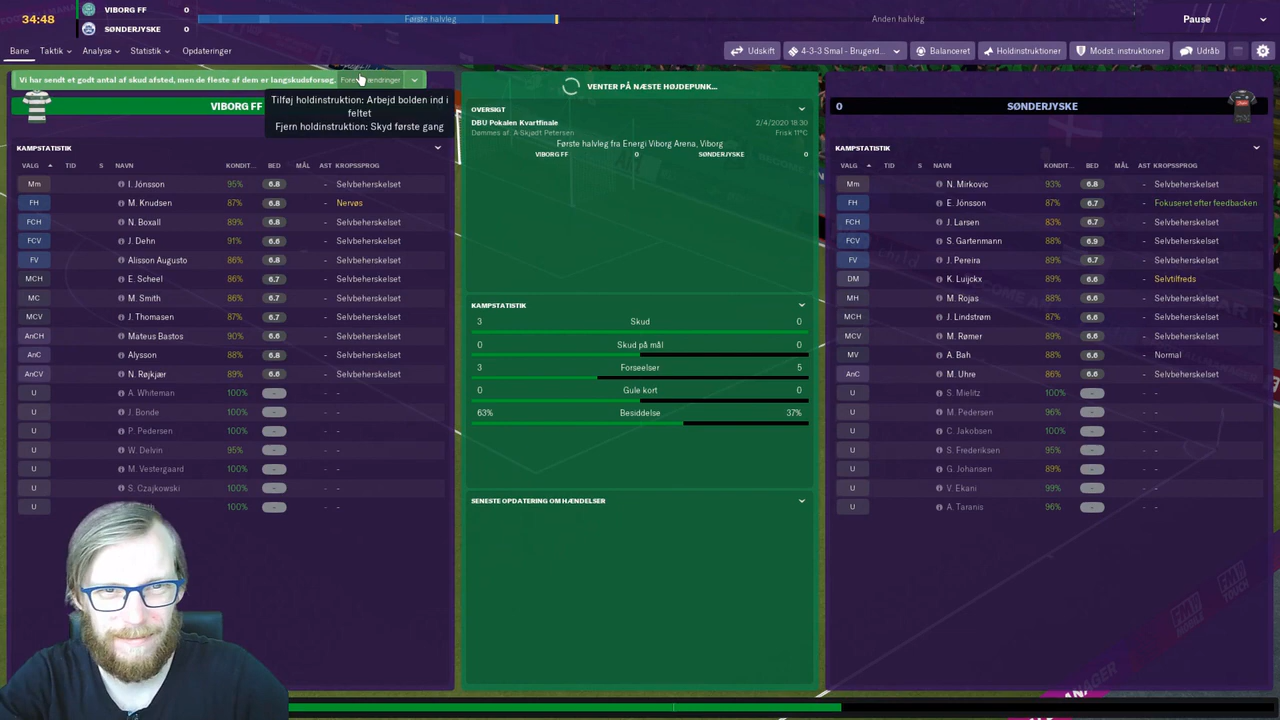 34:48
VIBORG FF 0
SØNDERJYSKE 0
Første halvleg
Anden halvleg
Pause
Bane Taktik Analyse Statistik Opdateringer
Udskift 4-3-3 Smal - Brugerd... Balanceret Holdinstruktion Modst. instruktioner Udråb
Vi har sendt et godt antal af skud afsted, men de fleste af dem er langskudsforsøg.
Tilføj holdinstruktion: Arbejd bolden ind i
feltet
Fjern holdinstruktion: Skyd første gang
VIBORG FF
KAMPSTATISTIK
VALG TID S NAVN KONDIT... BED MÅL AST KROPSSPROG
Mm I. Jónsson 95% 6.8 - Selvbeherskelset
FH M. Knudsen 87% 6.8 - Nervøs
FCH N. Boxall 89% 6.8 - Selvbeherskelset
FCV J. Dehn 91% 6.6 - Selvbeherskelset
FV Alisson Augusto 86% 6.8 - Selvbeherskelset
MCH E. Scheel 86% 6.7 - Selvbeherskelset
MC M. Smith 86% 6.7 - Selvbeherskelset
MCV J. Thomasen 87% 6.7 - Selvbeherskelset
AnCH Mateus Bastos 90% 6.6 - Selvbeherskelset
AnC Alysson 88% 6.8 - Selvbeherskelset
AnCV N. Røjkjær 89% 6.6 - Selvbeherskelset
U A. Whiteman 100% - - -
U J. Bonde 100% - - -
U P. Pedersen 100% - - -
U W. Delvin 95% - - -
U M. Vestergaard 100% - - -
U S. Czajkowski 100% - - -
U 100% - - -
VENTER PÅ NÆSTE HØJDEPUNK...
OVERSIGT
DBU Pokalen Kvartfinale 2/4/2020 18:30
Dømmes af, A Skjødt Petersen Frisk 11°C
Første halvleg fra Energi Viborg Arena, Viborg
VIBORG FF 0 SØNDERJYSKE 0
KAMPSTATISTIK
3 Skud 0
0 Skud på mål 0
3 Forseelser 5
0 Gule kort 0
63% Besiddelse 37%
SENESTE OPDATERING OM HÆNDELSER
0 SØNDERJYSKE
KAMPSTATISTIK
VALG TID S NAVN KONDIT... BED MÅL AST KROPSSPROG
Mm N. Mirkovic 93% 6.8 - Selvbeherskelset
FH E. Jónsson 87% 6.7 - Fokuseret efter feedbacken
FCH J. Larsen 83% 6.7 - Selvbeherskelset
FCV S. Gartenmann 88% 6.9 - Selvbeherskelset
FV J. Pereira 89% 6.7 - Selvbeherskelset
DM K. Luijckx 89% 6.6 - Selvtilfreds
MH M. Rojas 88% 6.6 - Selvbeherskelset
MCH J. Lindstrøm 87% 6.6 - Selvbeherskelset
MCV M. Rømer 89% 6.6 - Selvbeherskelset
MV A. Bah 88% 6.6 - Normal
AnC M. Uhre 86% 6.6 - Selvbeherskelset
U S. Mielitz 100% - - -
U M. Pedersen 96% - - -
U C. Jakobsen 100% - - -
U S. Frederiksen 95% - - -
U G. Johansen 89% - - -
U V. Ekani 99% - - -
U A. Taranis 96% - - -